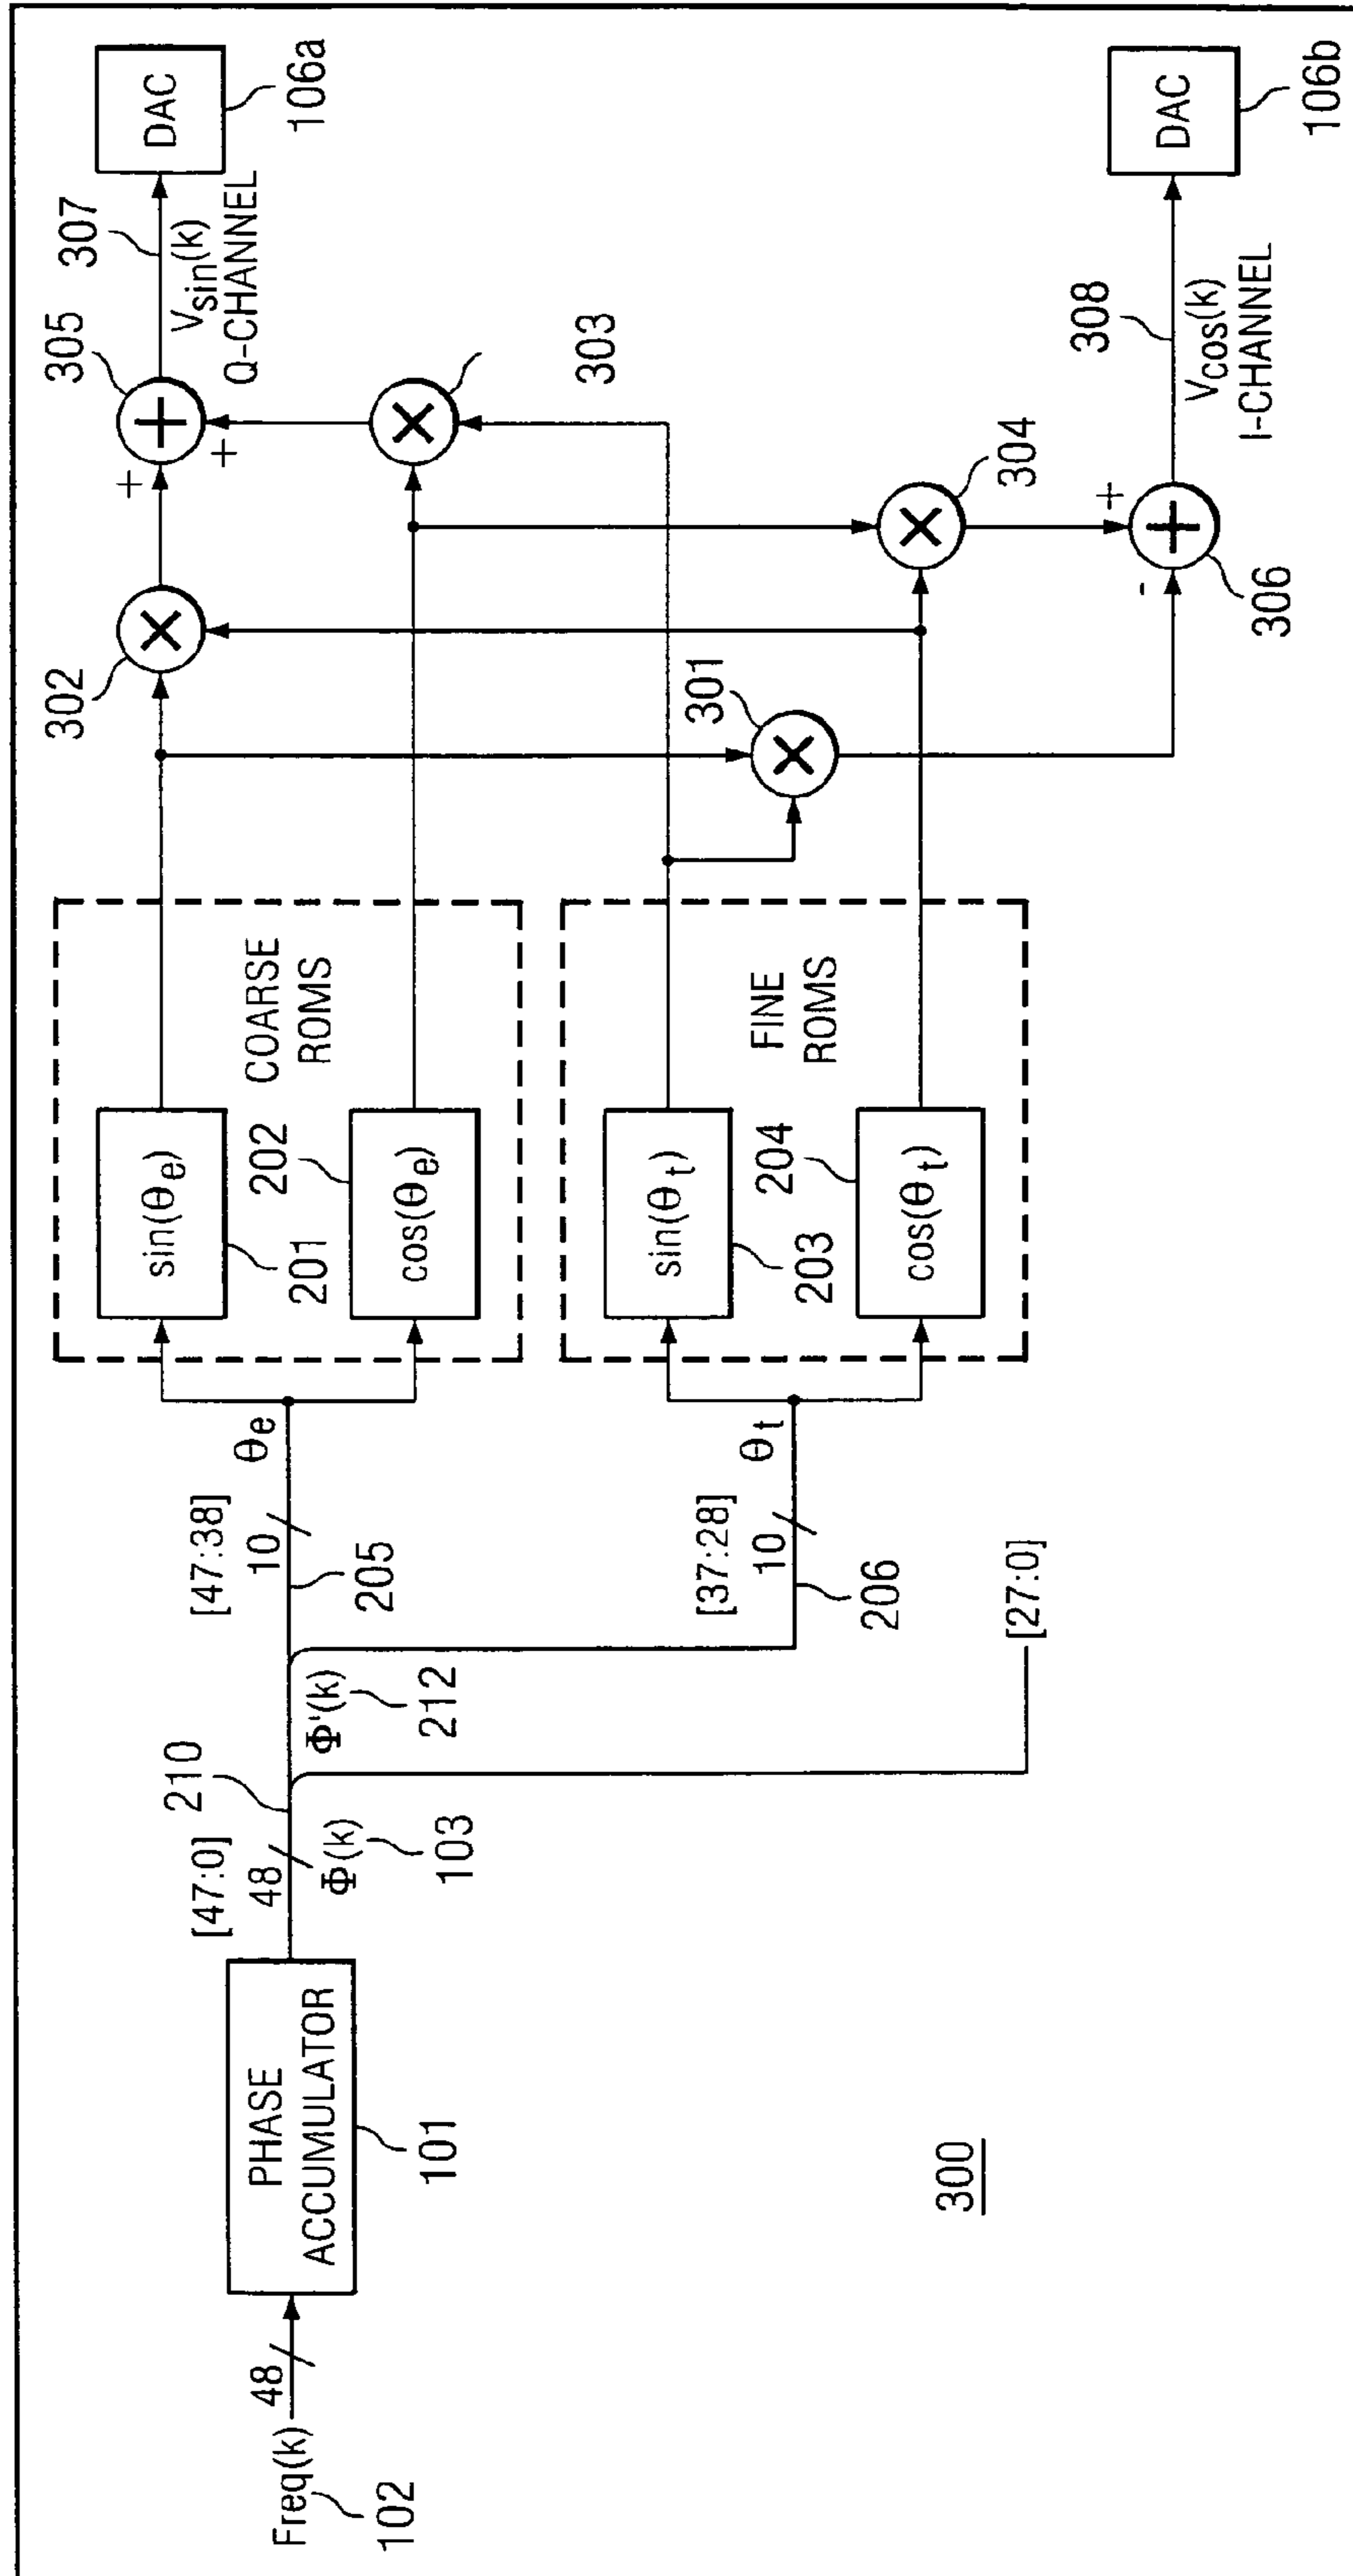 Freq(k)
102
48
PHASE
ACCUMULATOR
101
[47:0]
48
Φ(k)
103
210
Φ'(k)
212
[47:38]
10
205
θe
[37:28]
10
206
θt
[27:0]
COARSE
ROMS
sin(θe)
201
202
cos(θe)
FINE
ROMS
sin(θt)
203
204
cos(θt)
301
302
303
304
305
+
+
306
+
-
307
Vsin(k)
Q-CHANNEL
DAC
106a
308
Vcos(k)
I-CHANNEL
DAC
106b
300